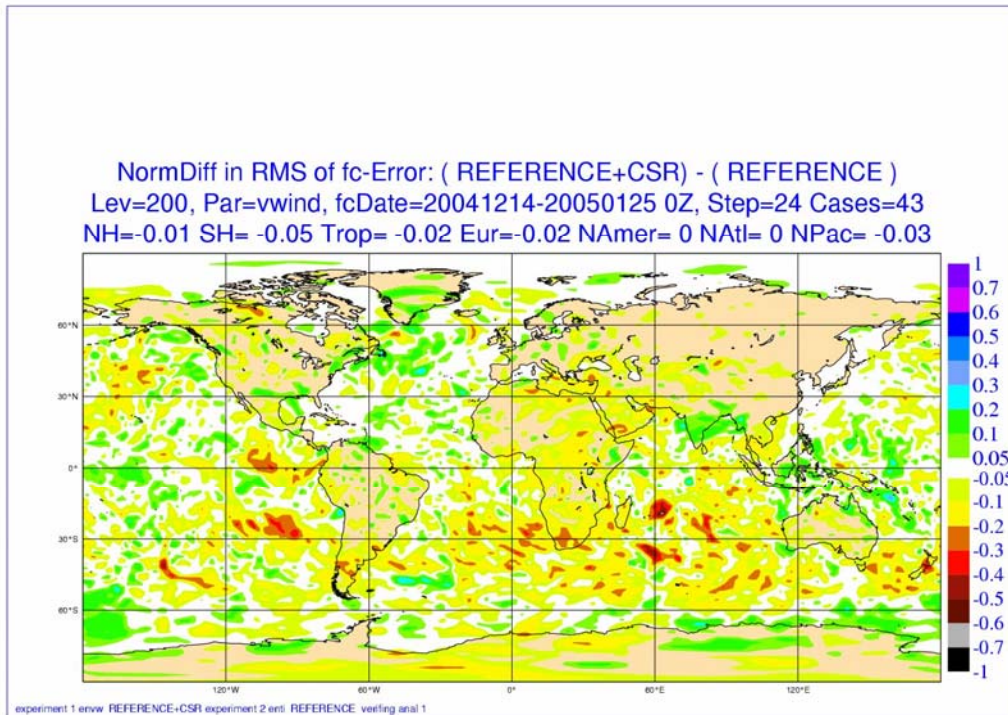 NormDiff in RMS of fc-Error: ( REFERENCE+CSR) - ( REFERENCE )
Lev=200, Par=vwind, fcDate=20041214-20050125 0Z, Step=24 Cases=43
NH=-0.01 SH= -0.05 Trop= -0.02 Eur=-0.02 NAmer= 0 NAtl= 0 NPac= -0.03
1
0.7
0.6
0.5
0.4
0.3
0.2
0.1
0.05
-0.05
-0.1
-0.2
-0.3
-0.4
-0.5
-0.6
-0.7
-1
60°N
30°N
0°
30°S
60°S
120°W
60°W
0°
60°E
120°E
experiment 1 envw REFERENCE+CSR experiment 2 enti REFERENCE verifing anal 1